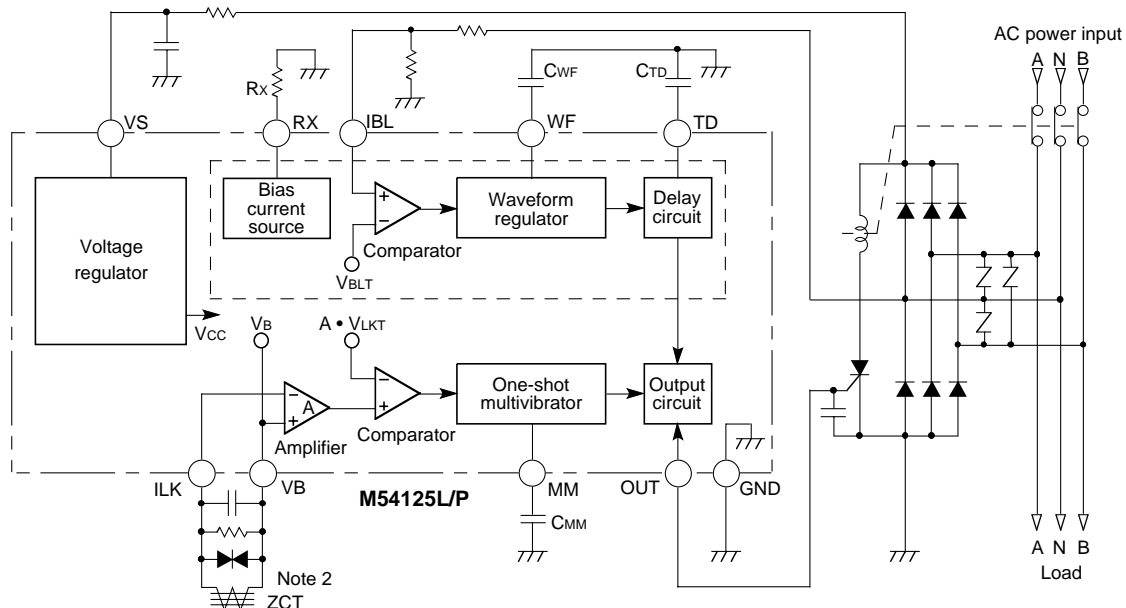 AC power input
A N B
CWF
CTD
RX
VS
RX
IBL
WF
TD
Voltage
regulator
Bias
current
source
+
−
Comparator
Waveform
regulator
Delay
circuit
VBLT
VCC
VB
A • VLKT
−
+
A
Amplifier
−
+
Comparator
One-shot
multivibrator
Output
circuit
ILK
VB
M54125L/P
MM
OUT
GND
CMM
Note 2
ZCT
A N B
Load